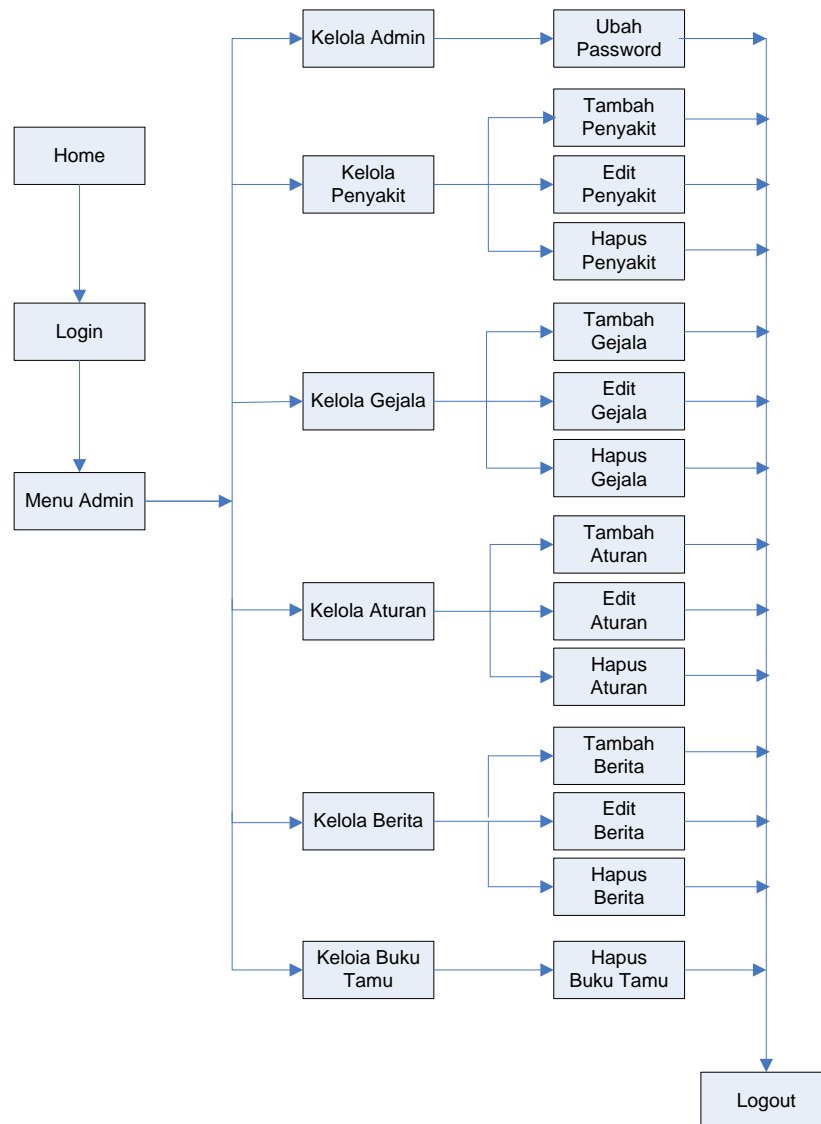 Home
Login
Menu Admin
Kelola Admin
Ubah
Password
Kelola
Penyakit
Tambah
Penyakit
Edit
Penyakit
Hapus
Penyakit
Kelola Gejala
Tambah
Gejala
Edit
Gejala
Hapus
Gejala
Kelola Aturan
Tambah
Aturan
Edit
Aturan
Hapus
Aturan
Kelola Berita
Tambah
Berita
Edit
Berita
Hapus
Berita
Keloia Buku
Tamu
Hapus
Buku Tamu
Logout